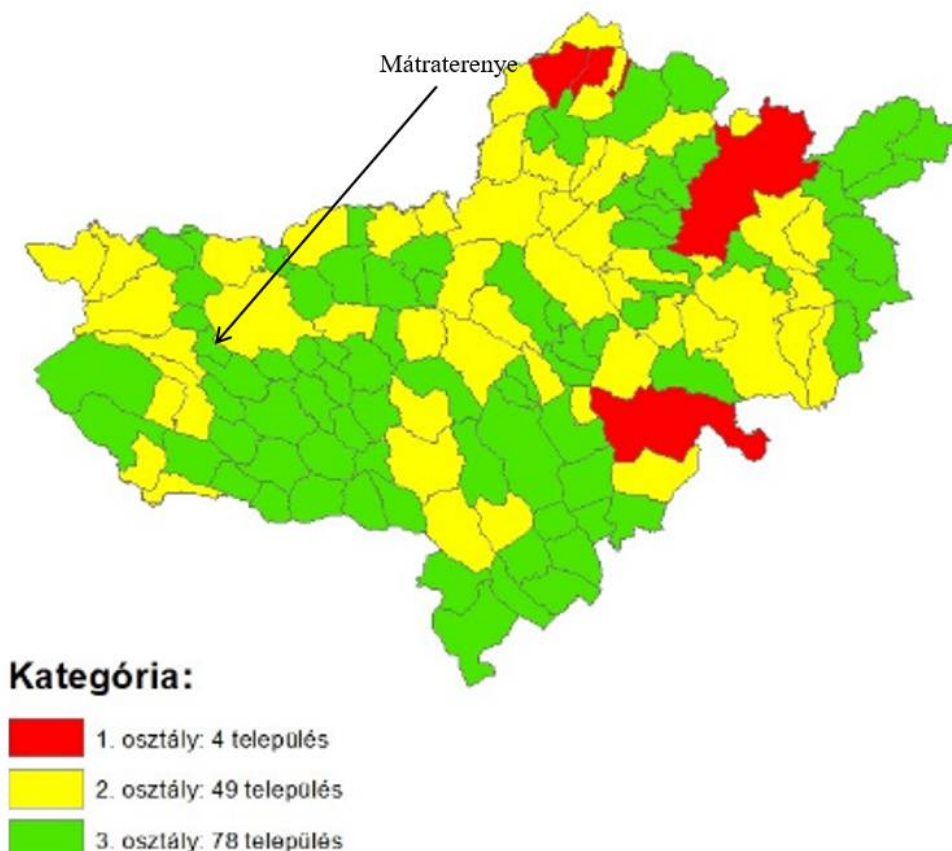 Mátraterenye
Kategória:
1. osztály: 4 település
2. osztály: 49 település
3. osztály: 78 település